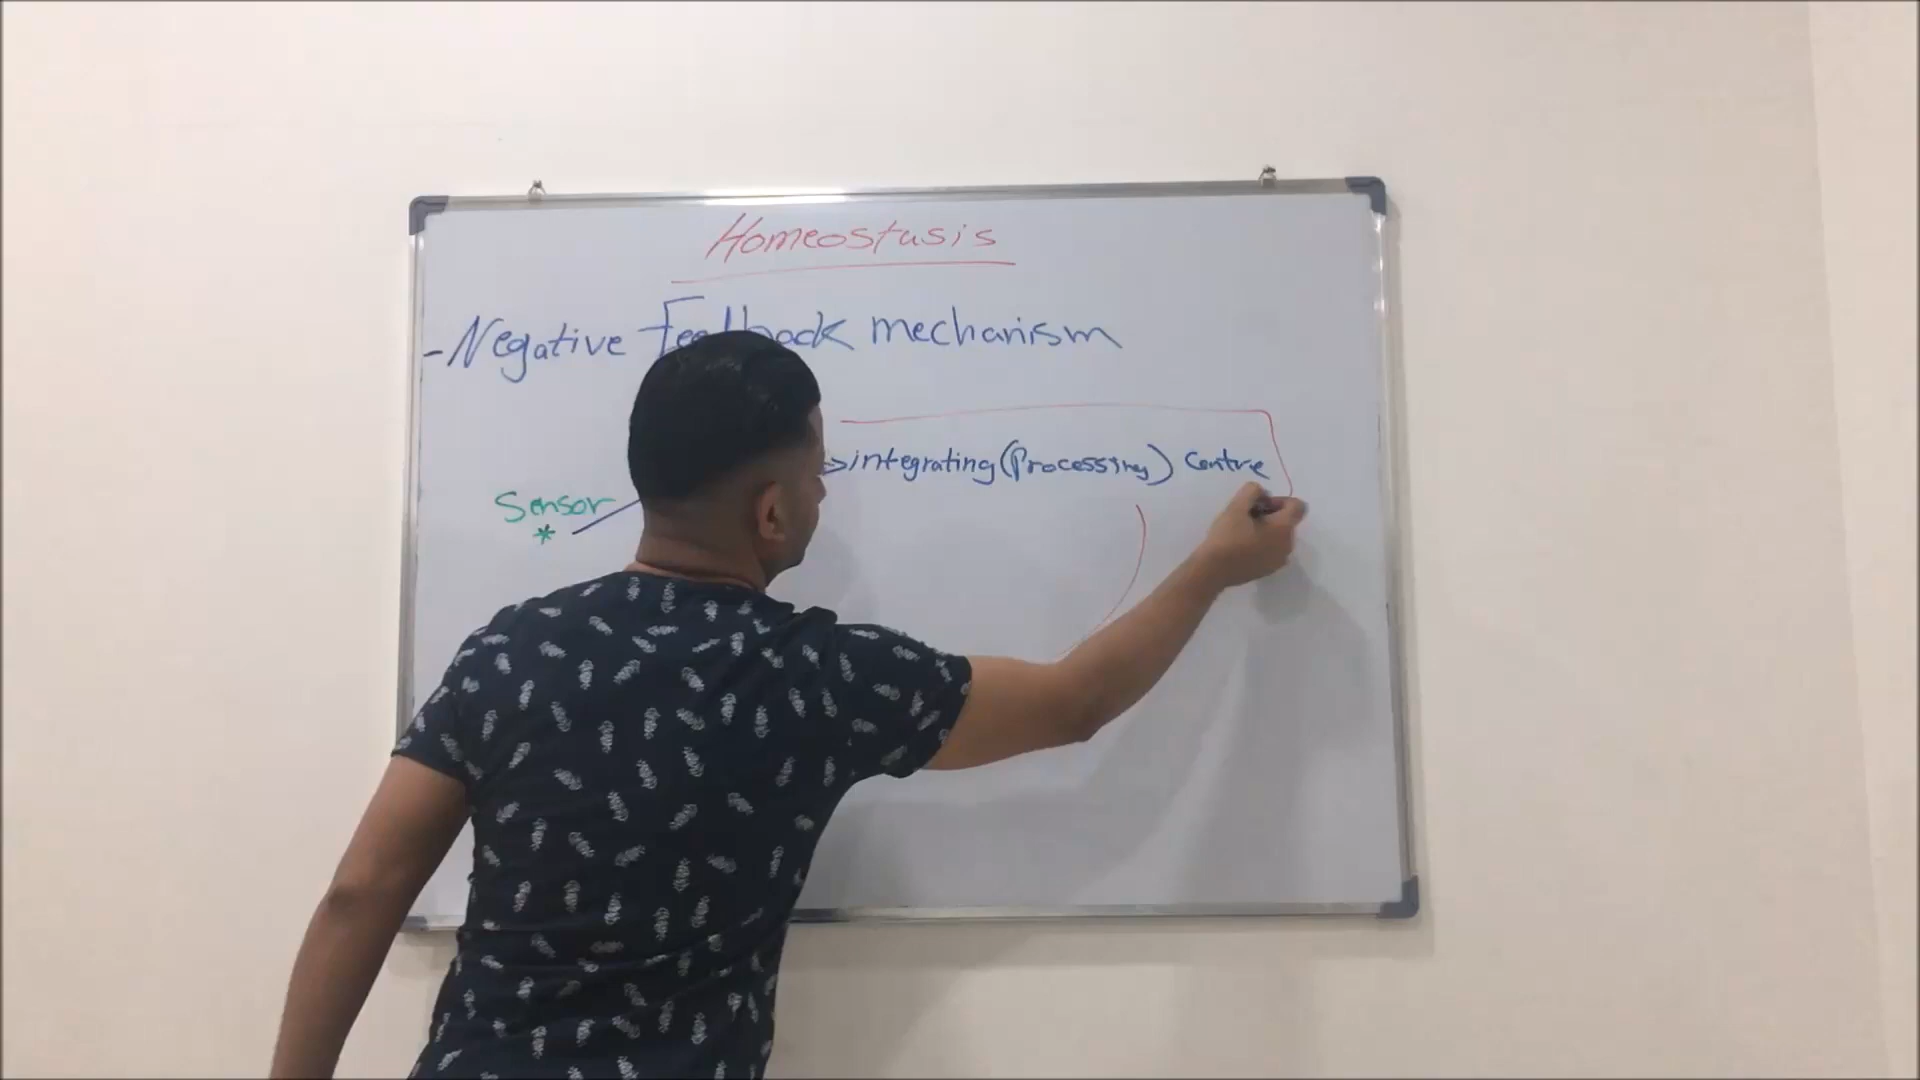 Homeostasis
- Negative Feedback mechanism
integrating (Processing) Centre
Sensor
*